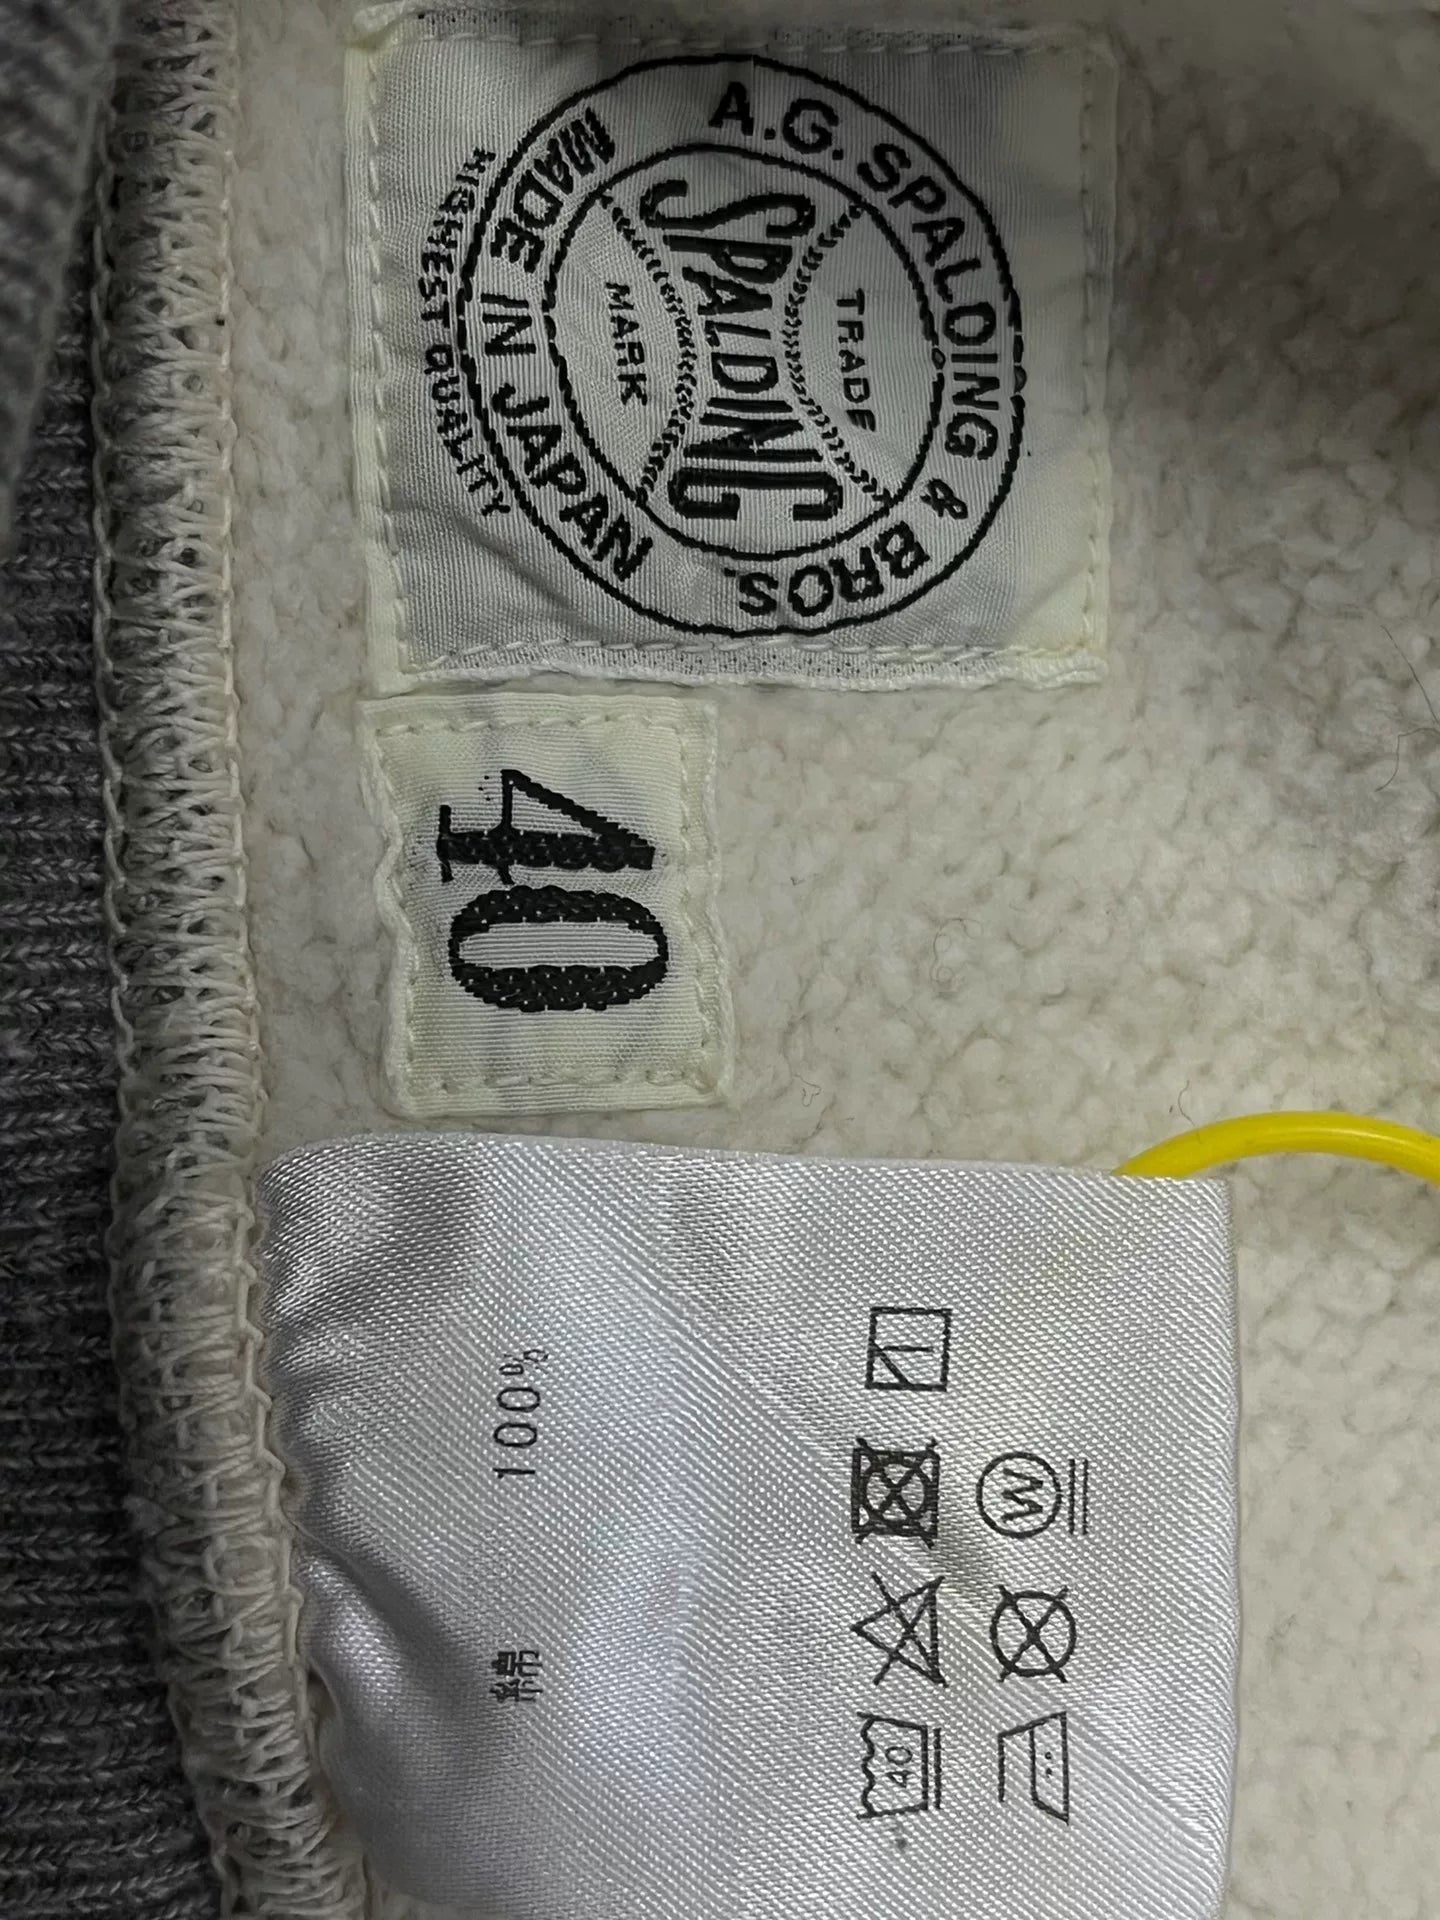 A.G. SPALDING & BROS.
TRADE
SPALDING
MARK
MADE IN JAPAN
HIGHEST QUALITY
40
綿 100%
40
W